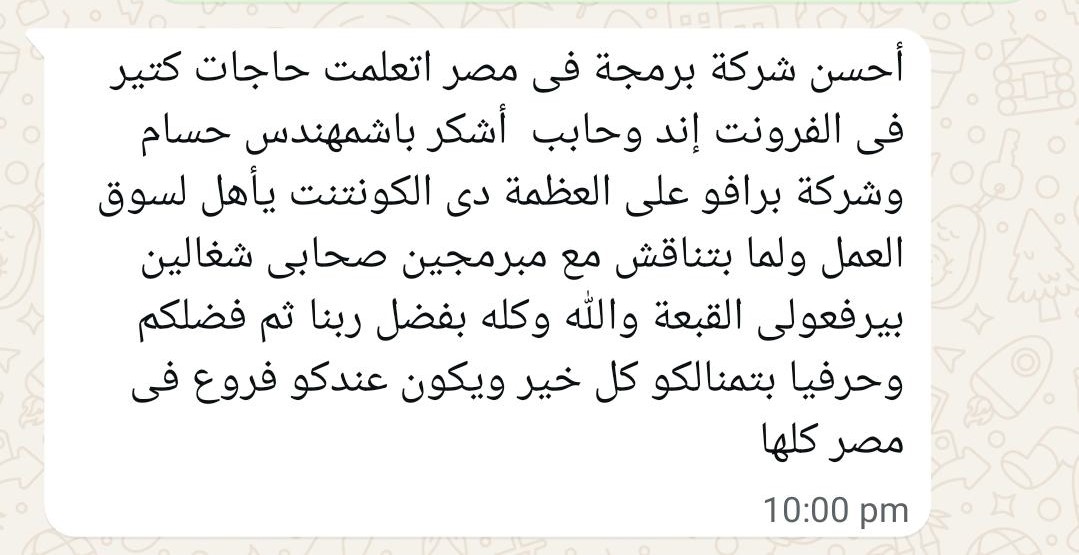 أحسن شركة برمجة فى مصر اتعلمت حاجات كتير
فى الفرونت إند وحابب أشكر باشمهندس حسام
وشركة برافو على العظمة دى الكونتنت يأهل لسوق
العمل ولما بتناقش مع مبرمجين صحابى شغالين
بيرفعولى القبعة والله وكله بفضل ربنا ثم فضلكم
وحرفيا بتمنالكو كل خير ويكون عندكو فروع فى
مصر كلها
10:00 pm